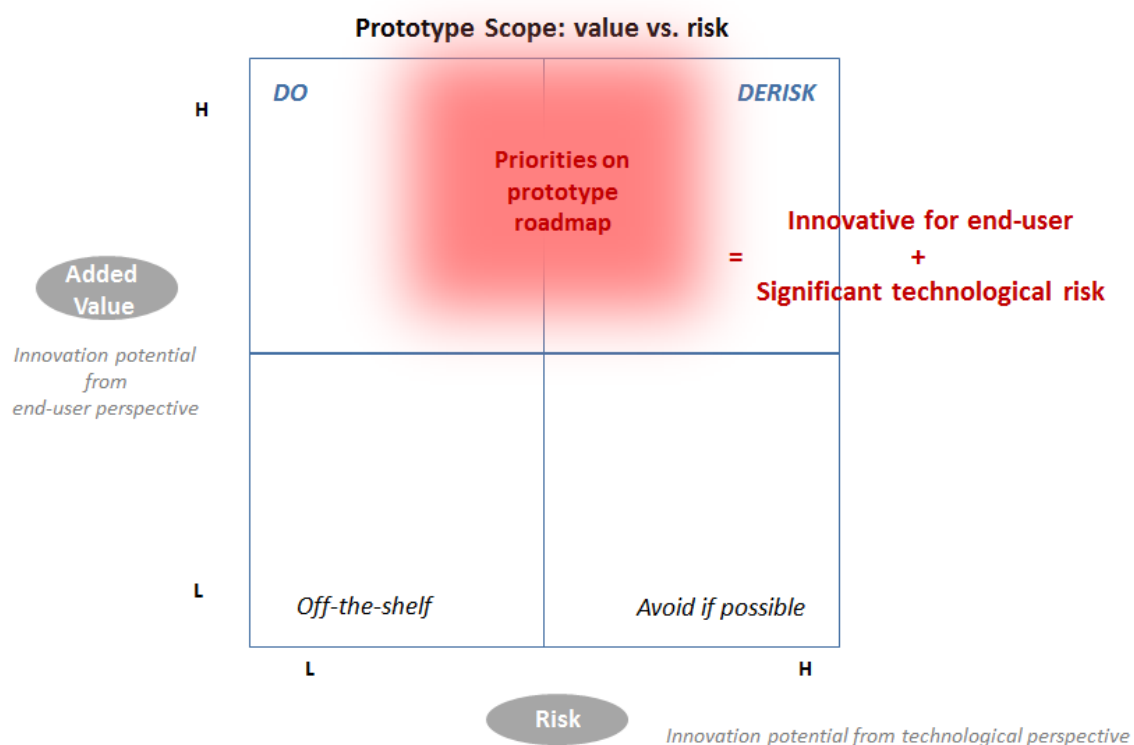 Prototype Scope: value vs. risk
DO
DERISK
H
Priorities on
prototype
roadmap
Innovative for end-user
=
+
Significant technological risk
Added
Value
Innovation potential
from
end-user perspective
L
Off-the-shelf
Avoid if possible
L
H
Risk
Innovation potential from technological perspective